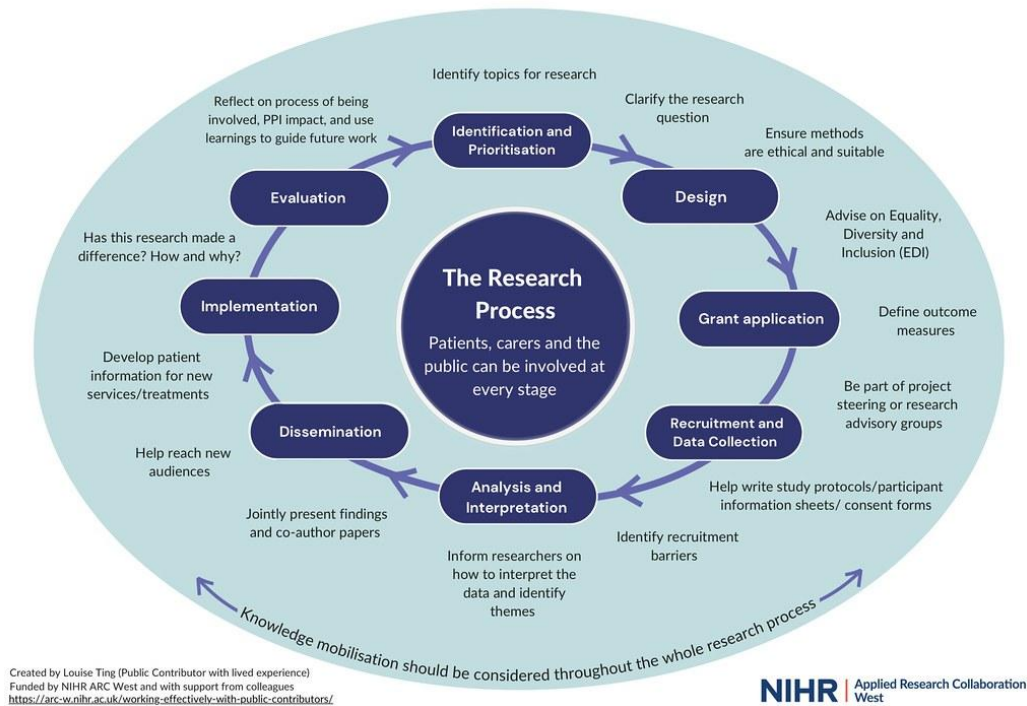 Identify topics for research
Clarify the research
question
Ensure methods
are ethical and suitable
Advise on Equality,
Diversity and
Inclusion (EDI)
Define outcome
measures
Be part of project
steering or research
advisory groups
Help write study protocols/participant
information sheets/ consent forms
Identify recruitment
barriers
Inform researchers on
how to interpret the
data and identify
themes
Jointly present findings
and co-author papers
Help reach new
audiences
Develop patient
information for new
services/treatments
Has this research made a
difference? How and why?
Reflect on process of being
involved, PPI impact, and use
learnings to guide future work
Identification and
Prioritisation
Design
Grant application
Recruitment and
Data Collection
Analysis and
Interpretation
Dissemination
Implementation
Evaluation
The Research
Process
Patients, carers and the
public can be involved at
every stage
Knowledge mobilisation should be considered throughout the whole research process
Created by Louise Ting (Public Contributor with lived experience)
Funded by NIHR ARC West and with support from colleagues
https://arc-w.nihr.ac.uk/working-effectively-with-public-contributors/
NIHR | Applied Research Collaboration
West